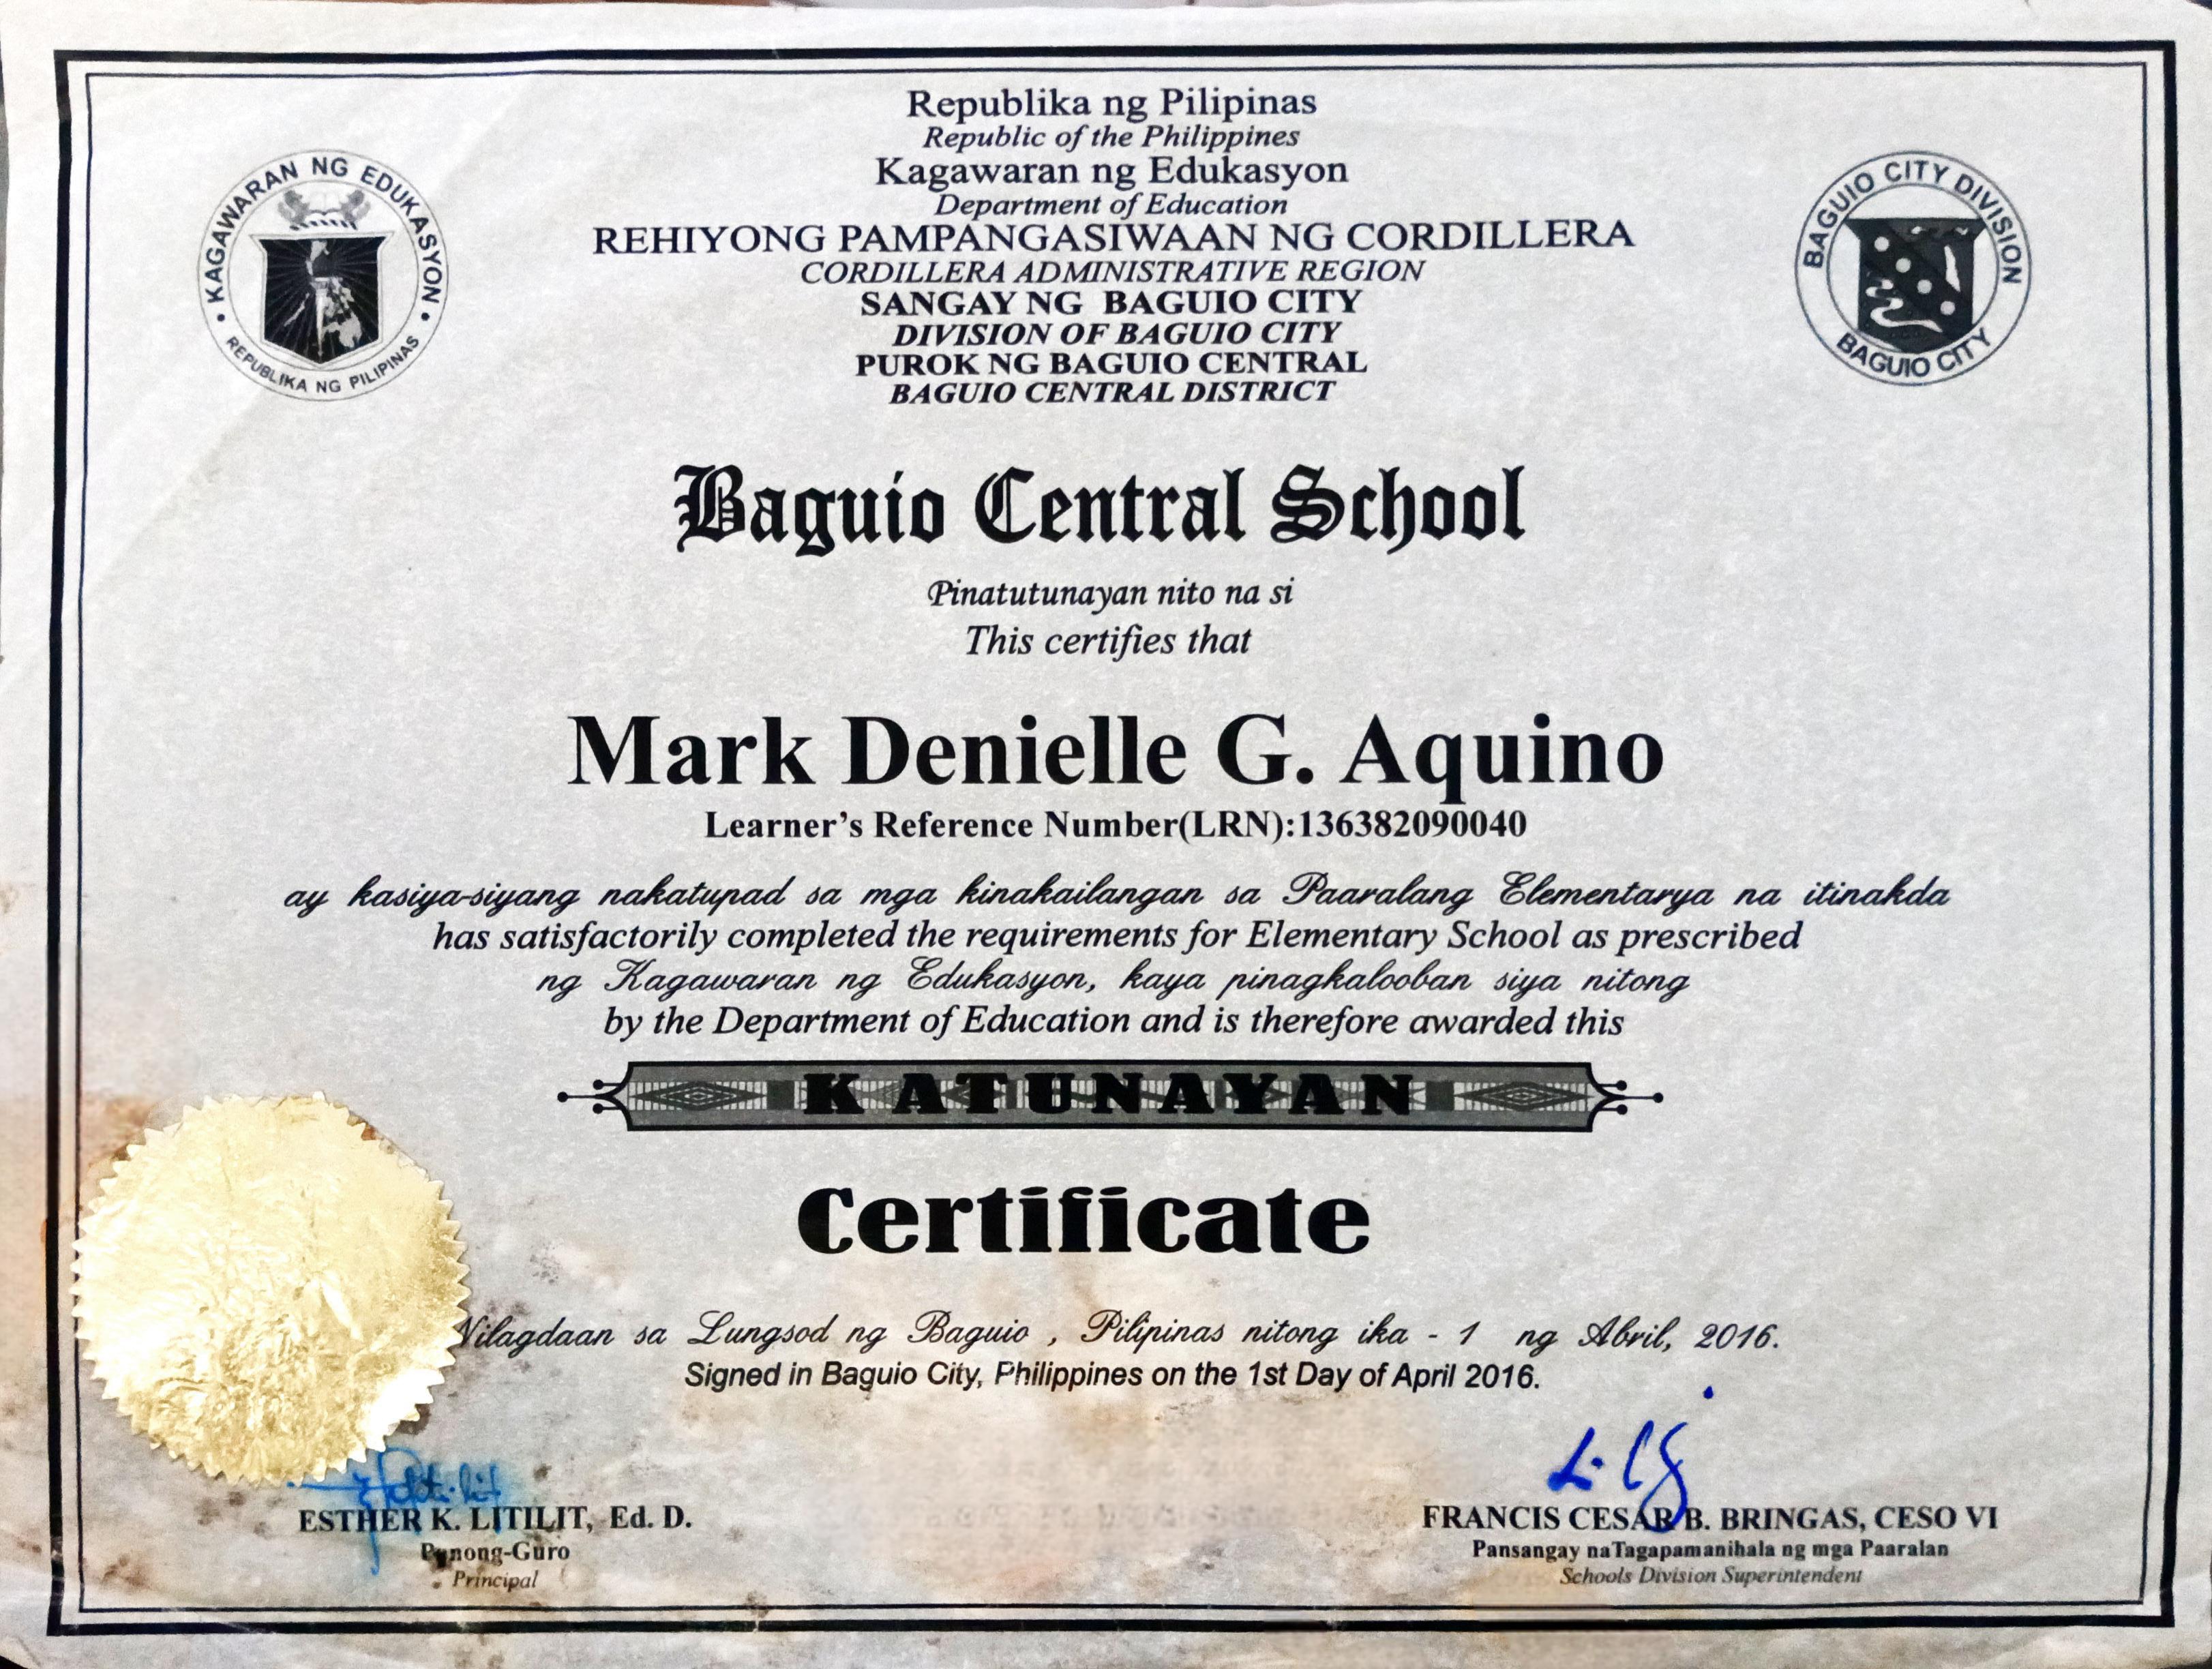 Republika ng Pilipinas
Republic of the Philippines
Kagawaran ng Edukasyon
Department of Education
REHIYONG PAMPANGASIWAAN NG CORDILLERA
CORDILLERA ADMINISTRATIVE REGION
SANGAY NG BAGUIO CITY
DIVISION OF BAGUIO CITY
PUROK NG BAGUIO CENTRAL
BAGUIO CENTRAL DISTRICT
KAGAWARAN NG EDUKASYON
REPUBLIKA NG PILIPINAS
BAGUIO CITY DIVISION
BAGUIO CITY
Baguio Central School
Pinatutunayan nito na si
This certifies that
Mark Denielle G. Aquino
Learner's Reference Number(LRN):136382090040
ay kasiya-siyang nakatupad sa mga kinakailangan sa Paaralang Elementarya na itinakda
has satisfactorily completed the requirements for Elementary School as prescribed
ng Kagawaran ng Edukasyon, kaya pinagkalooban siya nitong
by the Department of Education and is therefore awarded this
KATUNAYAN
Certificate
Nilagdaan sa Lungsod ng Baguio , Pilipinas nitong ika - 1 ng Abril, 2016.
Signed in Baguio City, Philippines on the 1st Day of April 2016.
ESTHER K. LITILIT, Ed. D.
Punong-Guro
Principal
FRANCIS CESAR B. BRINGAS, CESO VI
Pansangay naTagapamanihala ng mga Paaralan
Schools Division Superintendent